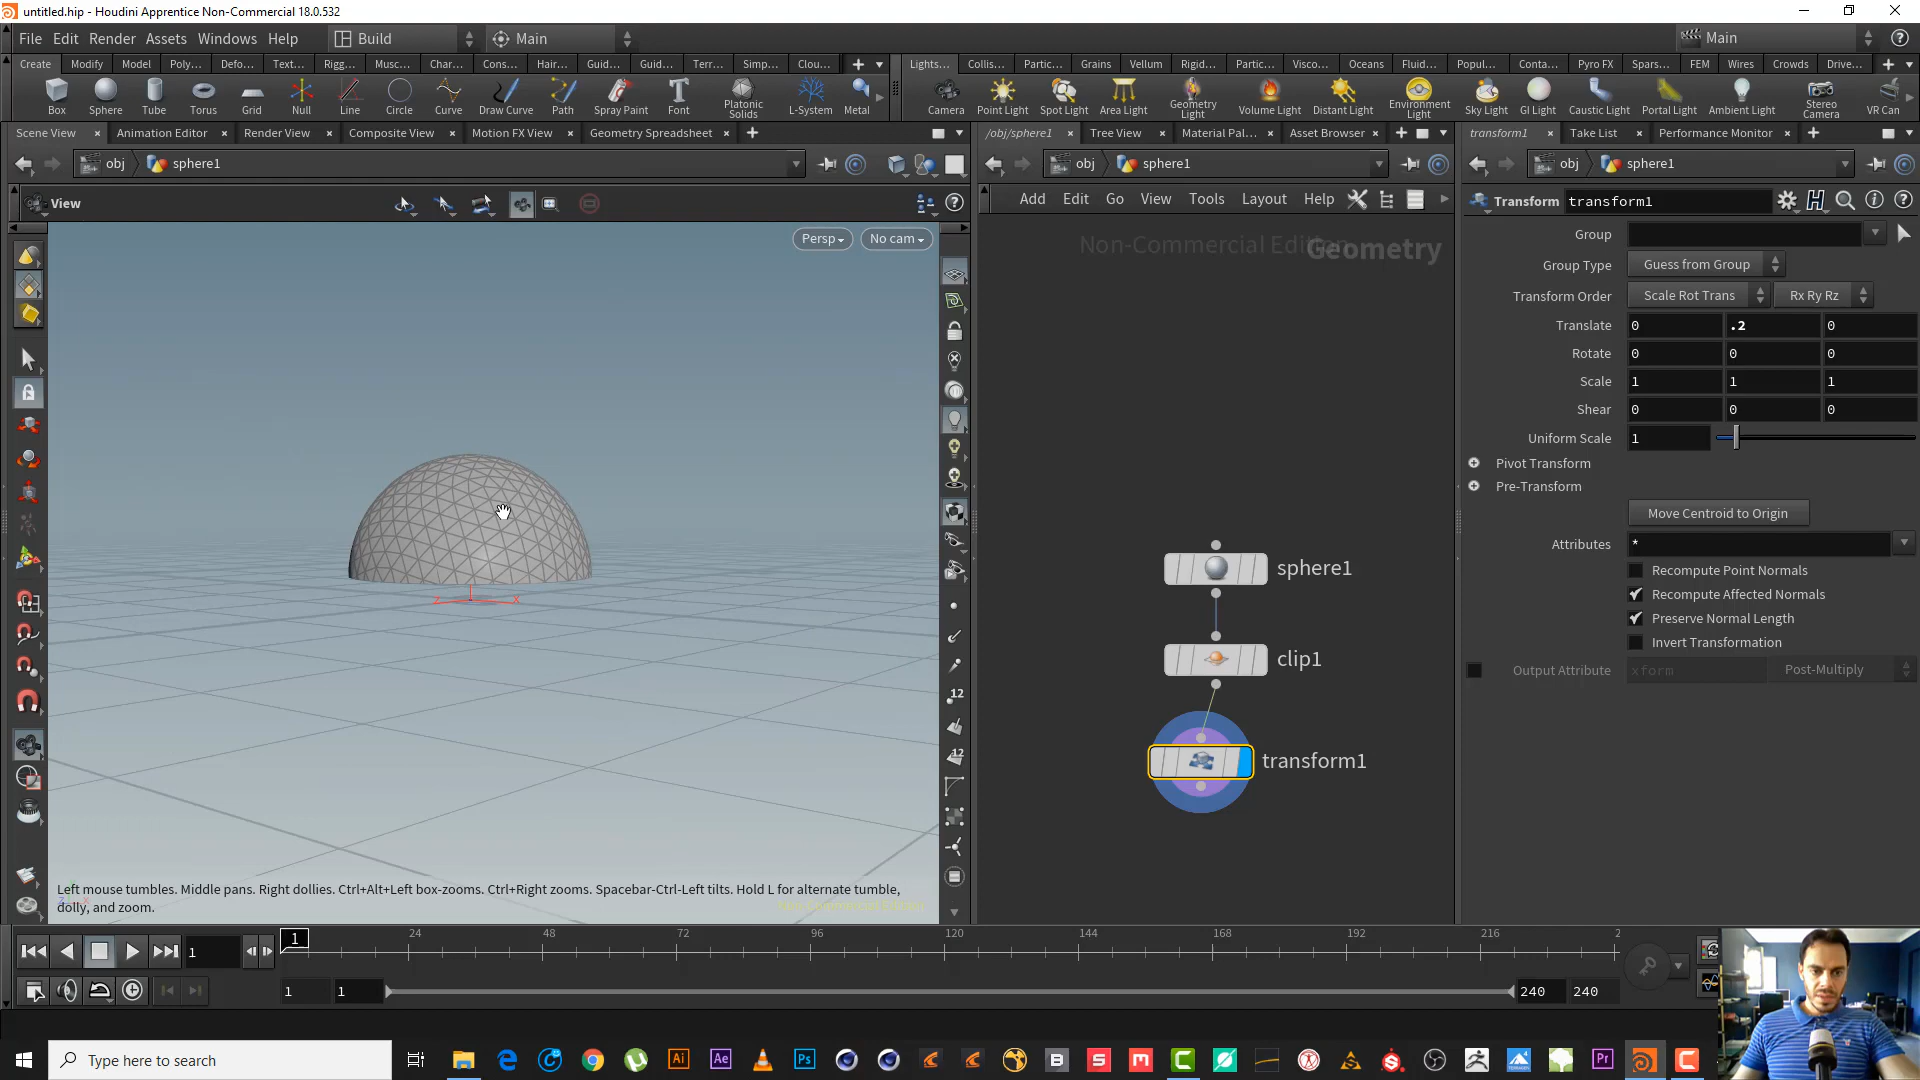 untitled.hip - Houdini Apprentice Non-Commercial 18.0.532
File Edit Render Assets Windows Help Build Main Main
Create Modify Model Poly... Defo... Text... Rigg... Musc... Char... Cons... Hair... Guid... Guid... Terr... Simp... Clou... Lights... Collis... Partic... Grains Vellum Rigid... Partic... Visco... Oceans Fluid... Popul... Conta... Pyro FX Spars... FEM Wires Crowds Drive...
Box Sphere Tube Torus Grid Null Line Circle Curve Draw Curve Path Spray Paint Font Platonic Solids L-System Metal Camera Point Light Spot Light Area Light Geometry Light Volume Light Distant Light Environment Light Sky Light GI Light Caustic Light Portal Light Ambient Light Stereo Camera VR Can
Scene View Animation Editor Render View Composite View Motion FX View Geometry Spreadsheet /obj/sphere1 Tree View Material Pal... Asset Browser transform1 Take List Performance Monitor
obj sphere1 obj sphere1 obj sphere1
View Add Edit Go View Tools Layout Help Transform transform1
Persp No cam
Non-Commercial Edition
Geometry
Group
Group Type Guess from Group
Transform Order Scale Rot Trans Rx Ry Rz
Translate 0 .2 0
Rotate 0 0 0
Scale 1 1 1
Shear 0 0 0
Uniform Scale 1
Pivot Transform
Pre-Transform
Move Centroid to Origin
Attributes *
Recompute Point Normals
Recompute Affected Normals
Preserve Normal Length
Invert Transformation
Output Attribute xform Post-Multiply
sphere1
clip1
transform1
z x
12
12
Left mouse tumbles. Middle pans. Right dollies. Ctrl+Alt+Left box-zooms. Ctrl+Right zooms. Spacebar-Ctrl-Left tilts. Hold L for alternate tumble,
dolly, and zoom.
Non-Commercial Edition
1 1 24 48 72 96 120 144 168 192 216 2
1 1 240 240
Type here to search
Ai Ae Ps B S M Pr